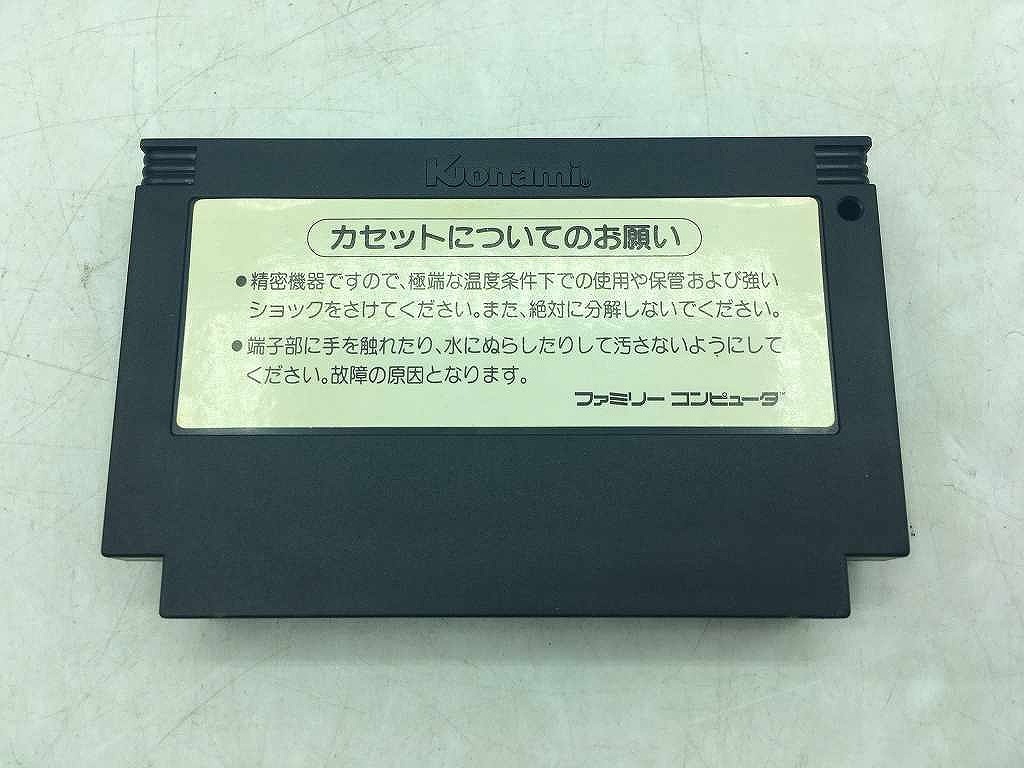 Konami®
カセットについてのお願い
●精密機器ですので、極端な温度条件下での使用や保管および強い
ショックをさけてください。また、絶対に分解しないでください。
●端子部に手を触れたり、水にぬらしたりして汚さないようにして
ください。故障の原因となります。
ファミリー コンピュータ™